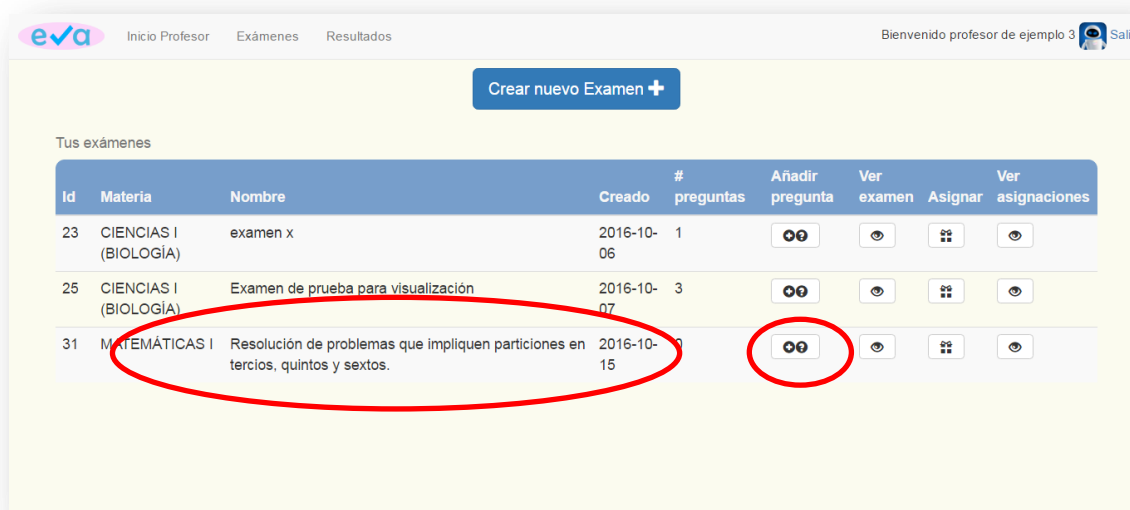 eva Inicio Profesor Exámenes Resultados Bienvenido profesor de ejemplo 3 Sali
Crear nuevo Examen
Tus exámenes
# Añadir Ver Ver
Id Materia Nombre Creado preguntas pregunta examen Asignar asignaciones
23 CIENCIAS I examen x 2016-10- 1
(BIOLOGÍA) 06
25 CIENCIAS I Examen de prueba para visualización 2016-10- 3
(BIOLOGÍA) 07
31 MATEMÁTICAS I Resolución de problemas que impliquen particiones en 2016-10- 0
tercios, quintos y sextos. 15